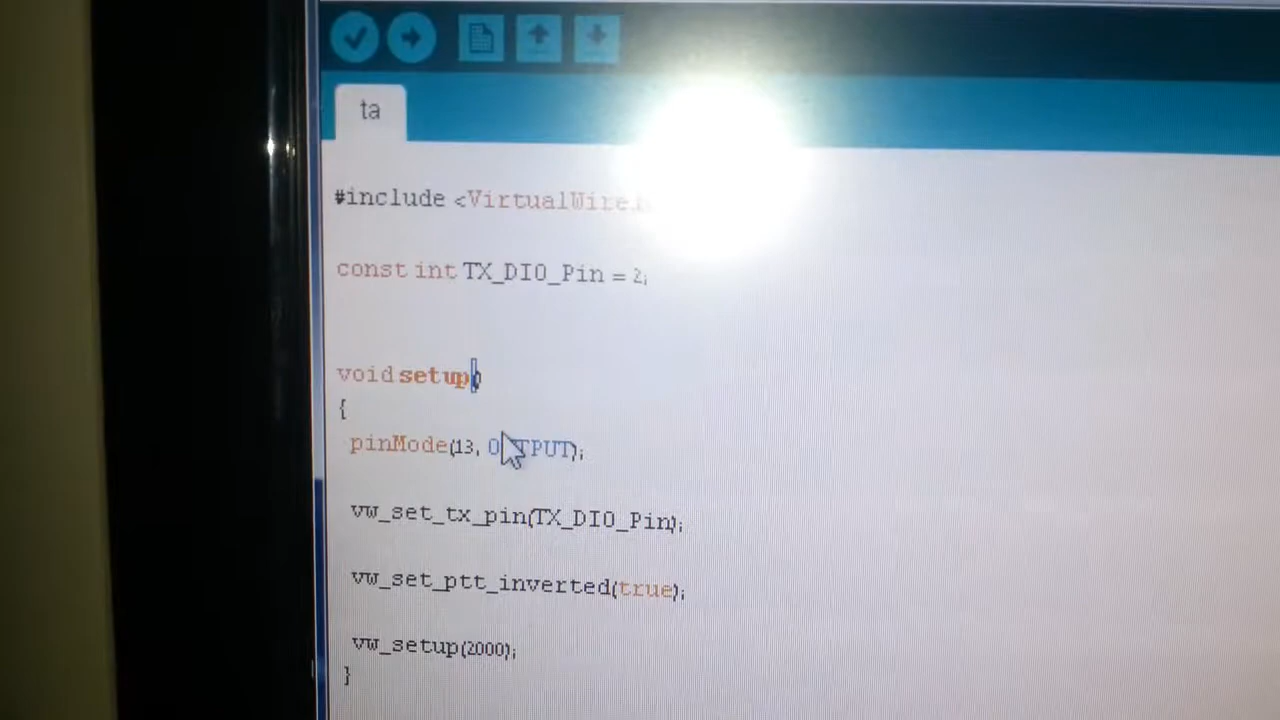 ta
#include <VirtualWire.h
const int TX_DIO_Pin = 2;
void setup()
{
pinMode(13, OUTPUT);
vw_set_tx_pin(TX_DIO_Pin);
vw_set_ptt_inverted(true);
vw_setup(2000);
}